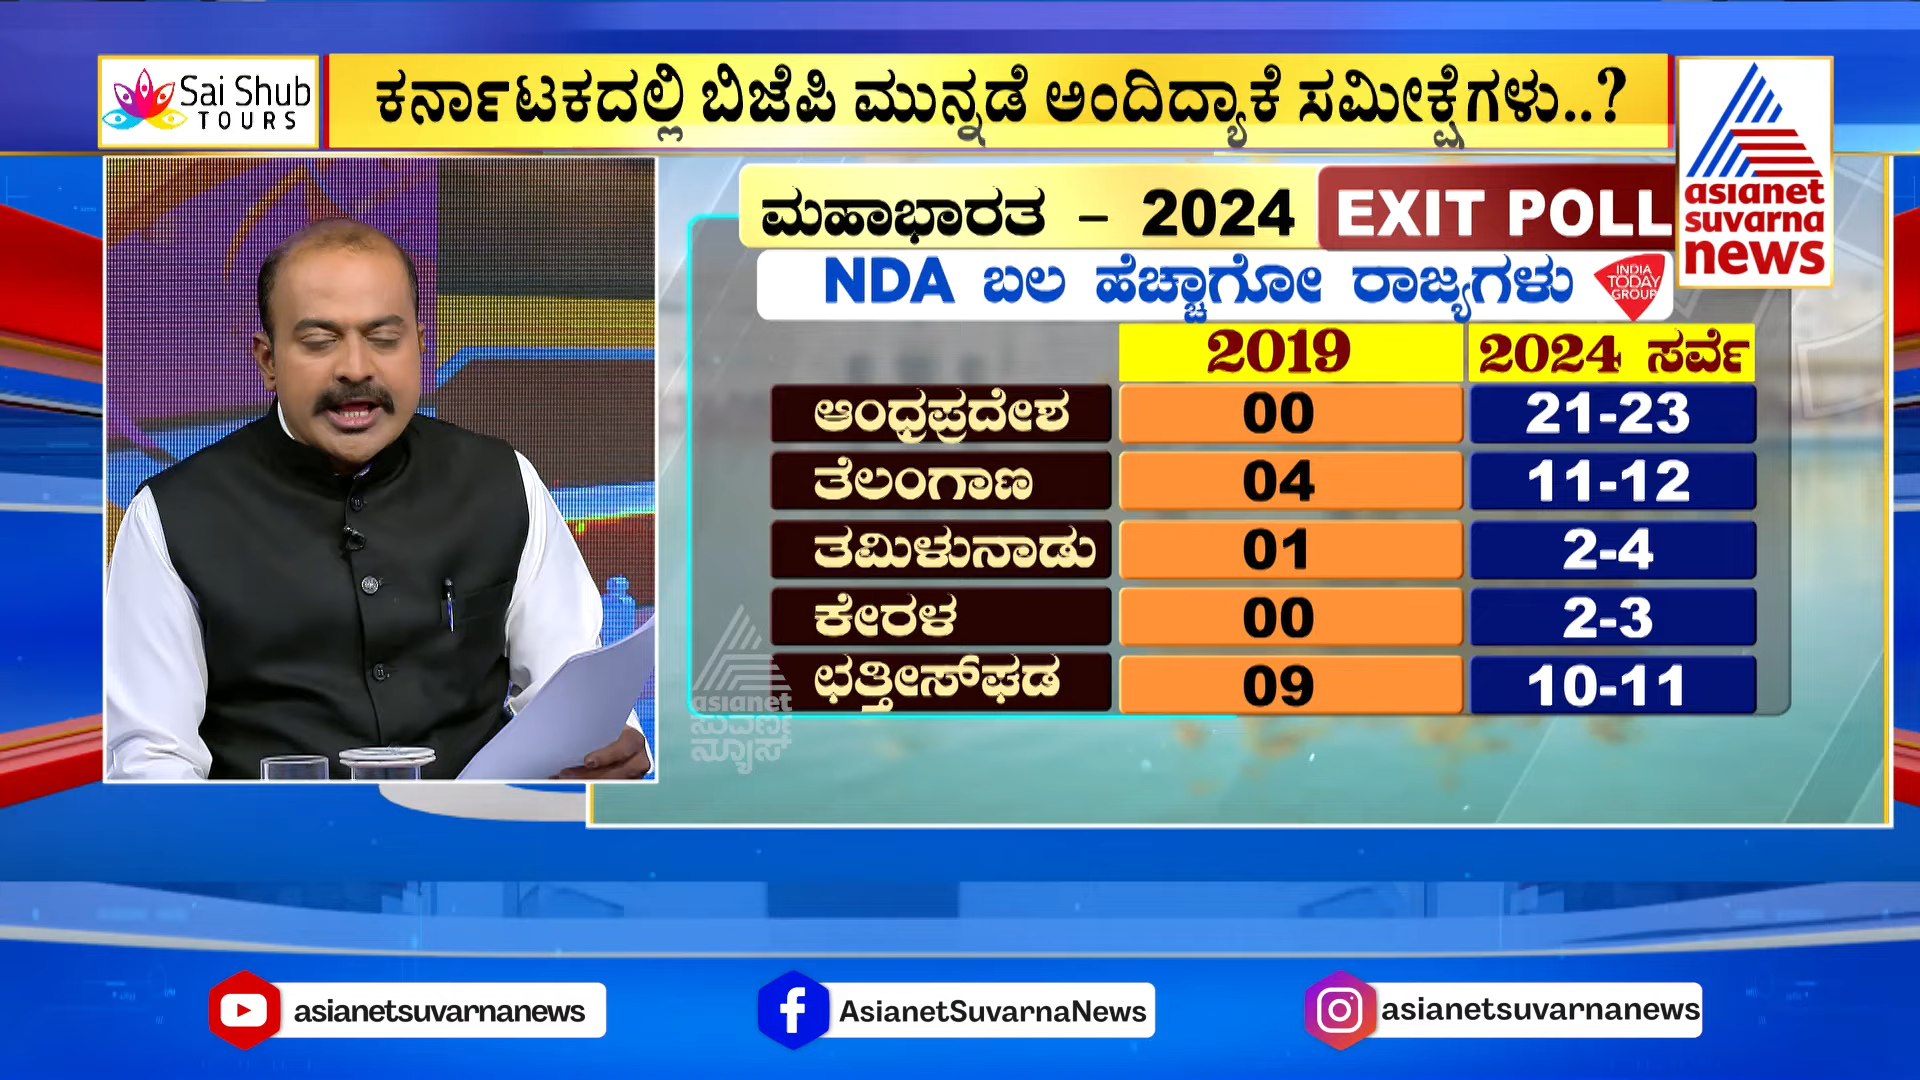 Sai Shub
TOURS
ಕರ್ನಾಟಕದಲ್ಲಿ ಬಿಜೆಪಿ ಮುನ್ನಡೆ ಅಂದಿದ್ಯಾಕೆ ಸಮೀಕ್ಷೆಗಳು..?
asianet
suvarna
news
ಮಹಾಭಾರತ – 2024 EXIT POLL
NDA ಬಲ ಹೆಚ್ಚಾಗೋ ರಾಜ್ಯಗಳು
INDIA
TODAY
GROUP
2019 2024 ಸರ್ವೆ
ಆಂಧ್ರಪ್ರದೇಶ 00 21-23
ತೆಲಂಗಾಣ 04 11-12
ತಮಿಳುನಾಡು 01 2-4
ಕೇರಳ 00 2-3
ಛತ್ತೀಸ್‌ಘಡ 09 10-11
asianet
ಸುವರ್ಣ
ನ್ಯೂಸ್
asianetsuvarnanews
AsianetSuvarnaNews
asianetsuvarnanews